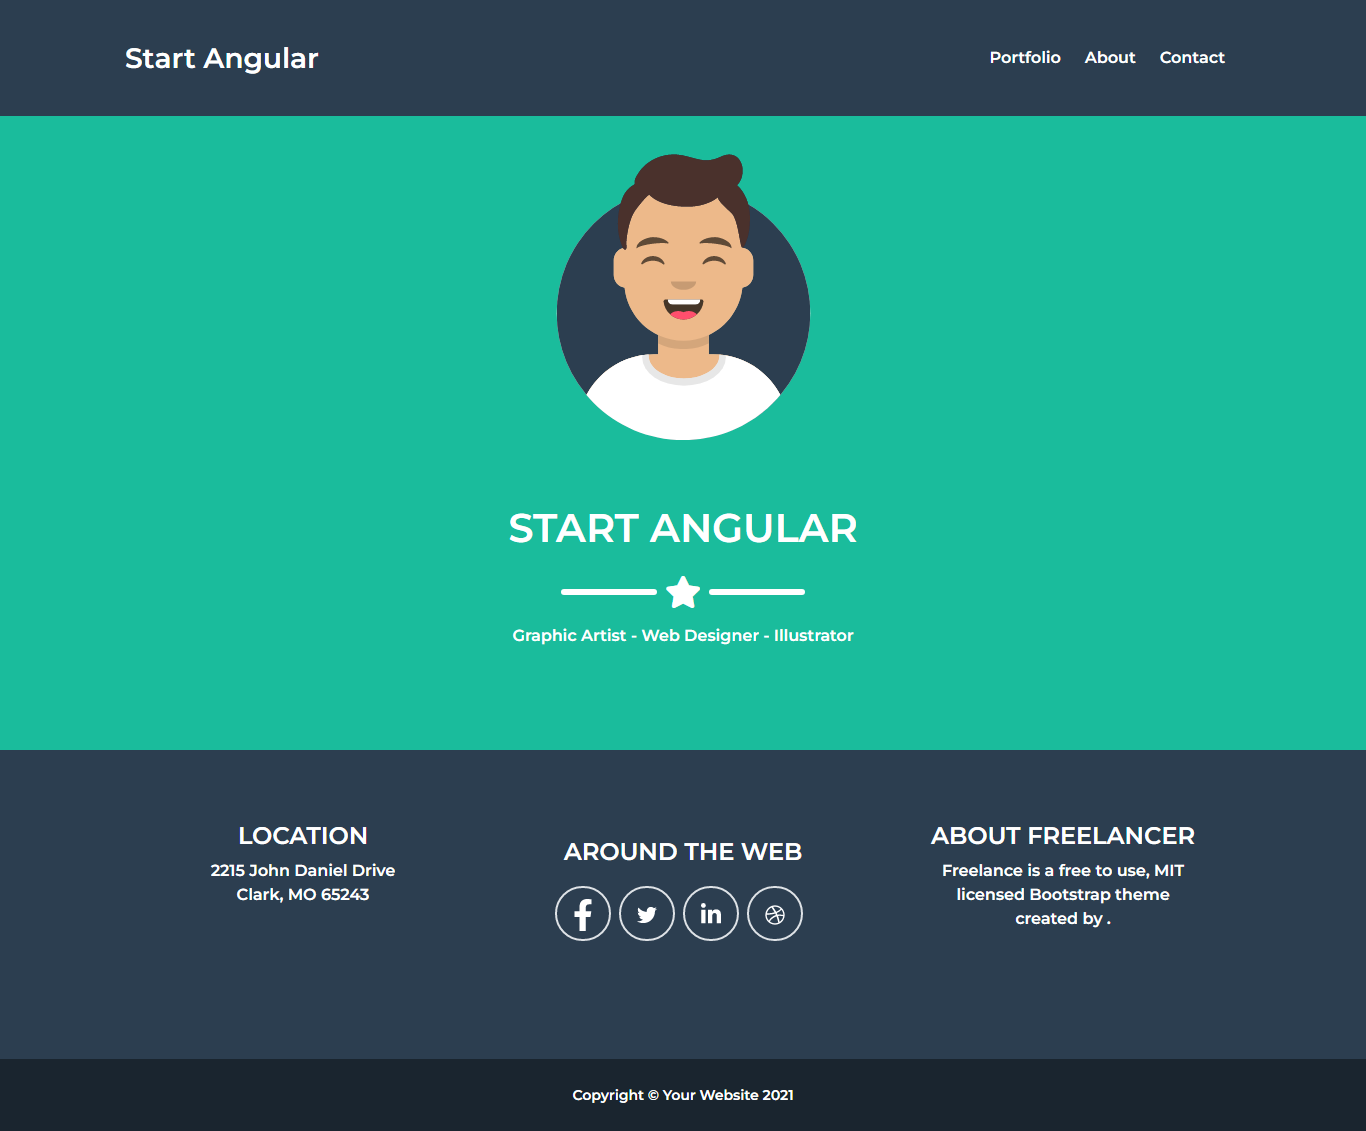 Start Angular
Portfolio About Contact
START ANGULAR
Graphic Artist - Web Designer - Illustrator
LOCATION
2215 John Daniel Drive
Clark, MO 65243
AROUND THE WEB
ABOUT FREELANCER
Freelance is a free to use, MIT
licensed Bootstrap theme
created by .
Copyright © Your Website 2021